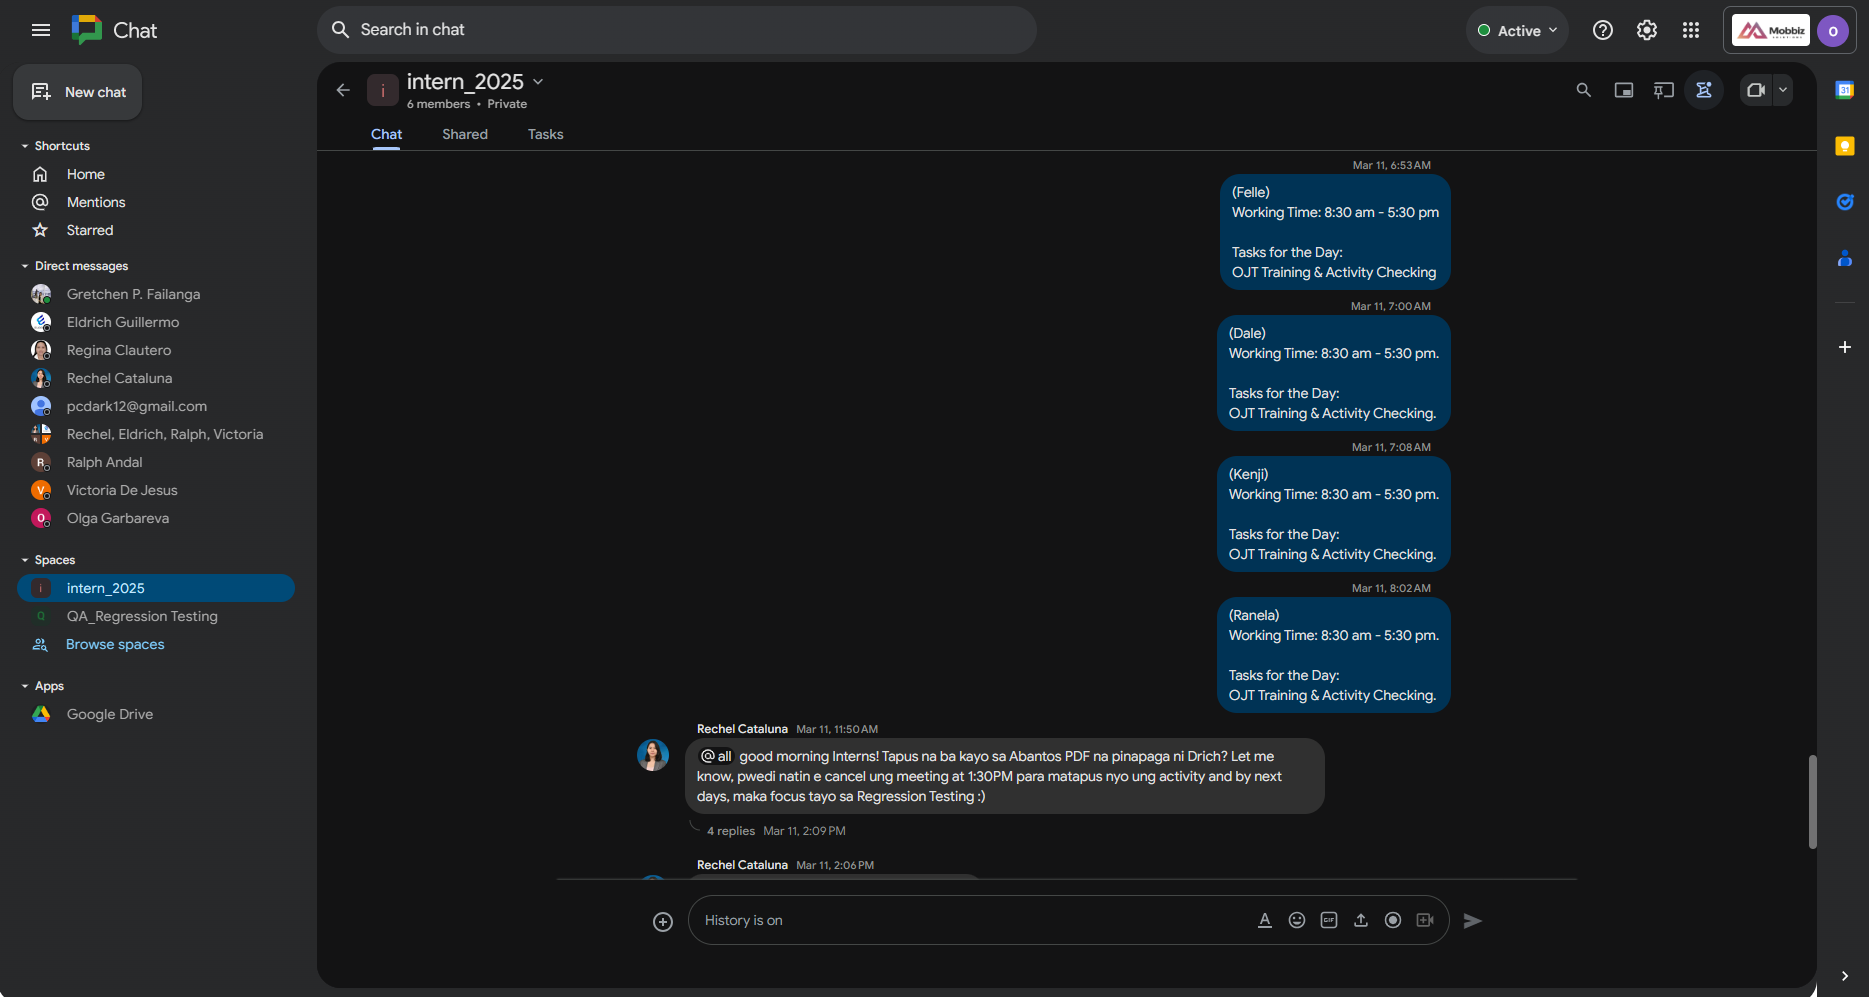 Chat
Search in chat
Active
Mobbiz
SOLUTIONS
O
New chat
Shortcuts
Home
Mentions
Starred
Direct messages
Gretchen P. Failanga
Eldrich Guillermo
Regina Clautero
Rechel Cataluna
pcdark12@gmail.com
Rechel, Eldrich, Ralph, Victoria
R
Ralph Andal
V
Victoria De Jesus
O
Olga Garbareva
Spaces
i
intern_2025
Q
QA_Regression Testing
Browse spaces
Apps
Google Drive
i
intern_2025
6 members • Private
Chat
Shared
Tasks
31
Mar 11, 6:53 AM
(Felle)
Working Time: 8:30 am - 5:30 pm
Tasks for the Day:
OJT Training & Activity Checking
Mar 11, 7:00 AM
(Dale)
Working Time: 8:30 am - 5:30 pm.
Tasks for the Day:
OJT Training & Activity Checking.
Mar 11, 7:08 AM
(Kenji)
Working Time: 8:30 am - 5:30 pm.
Tasks for the Day:
OJT Training & Activity Checking.
Mar 11, 8:02 AM
(Ranela)
Working Time: 8:30 am - 5:30 pm.
Tasks for the Day:
OJT Training & Activity Checking.
Rechel Cataluna Mar 11, 11:50 AM
@all good morning Interns! Tapus na ba kayo sa Abantos PDF na pinapaga ni Drich? Let me
know, pwedi natin e cancel ung meeting at 1:30PM para matapus nyo ung activity and by next
days, maka focus tayo sa Regression Testing :)
4 replies Mar 11, 2:09 PM
Rechel Cataluna Mar 11, 2:06 PM
History is on
GIF